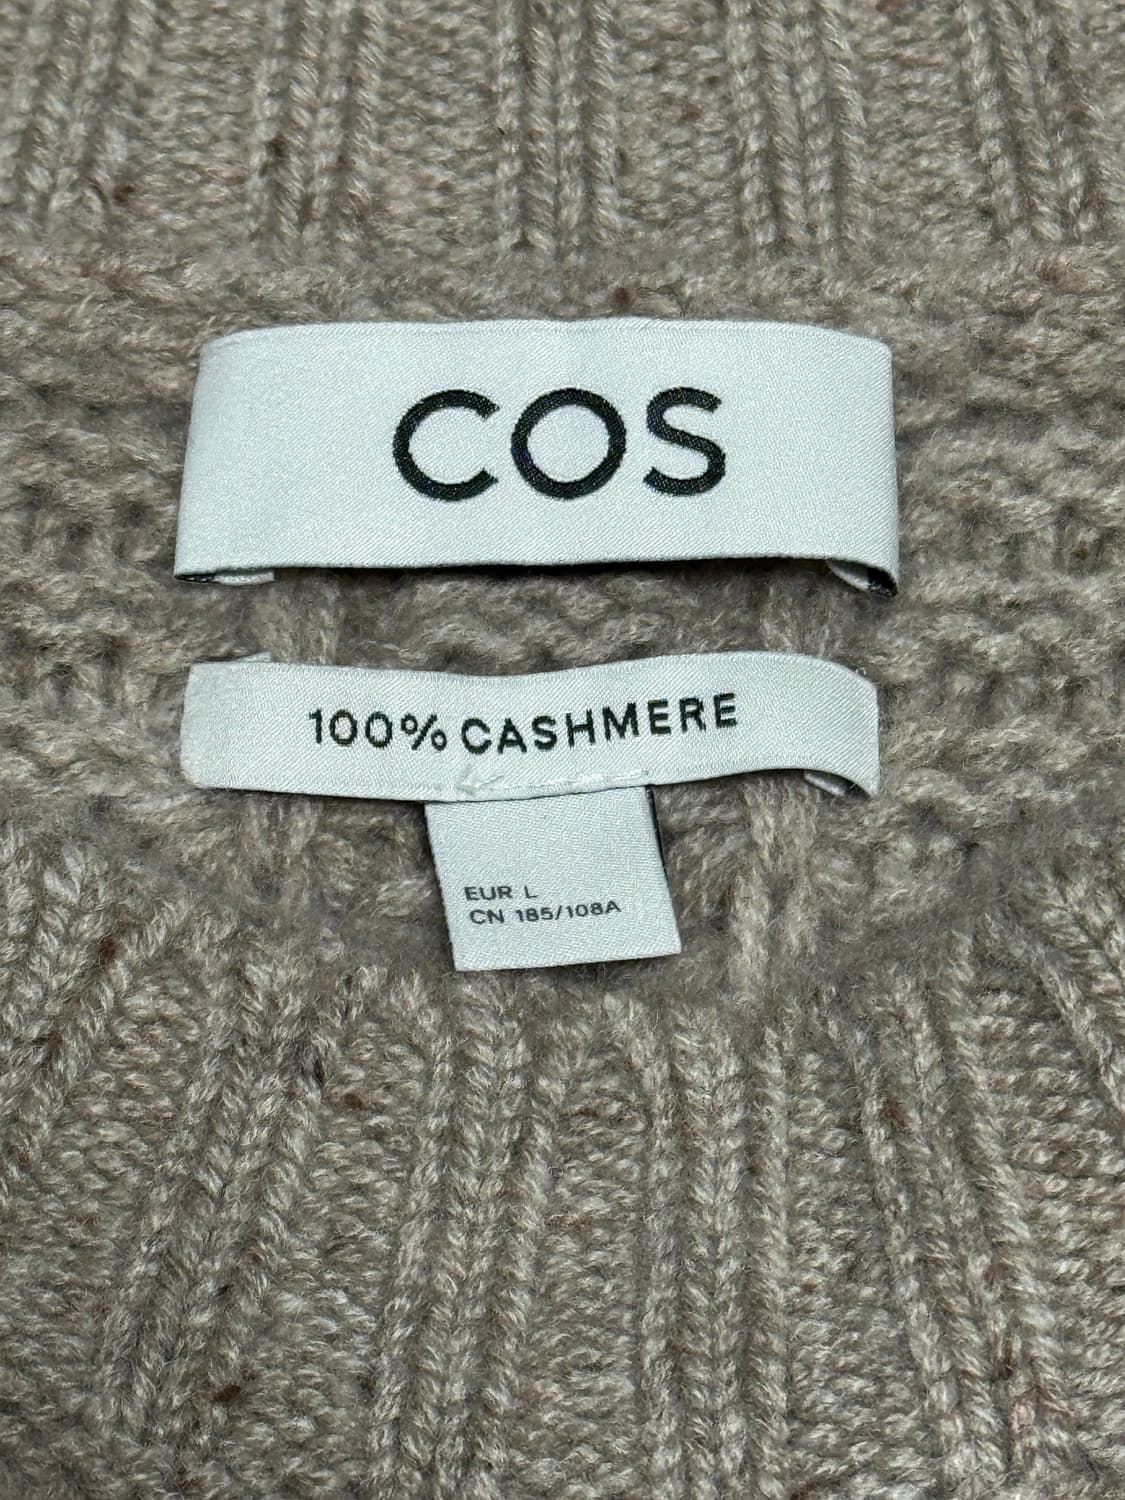 COS
100% CASHMERE
EUR L
CN 185/108A